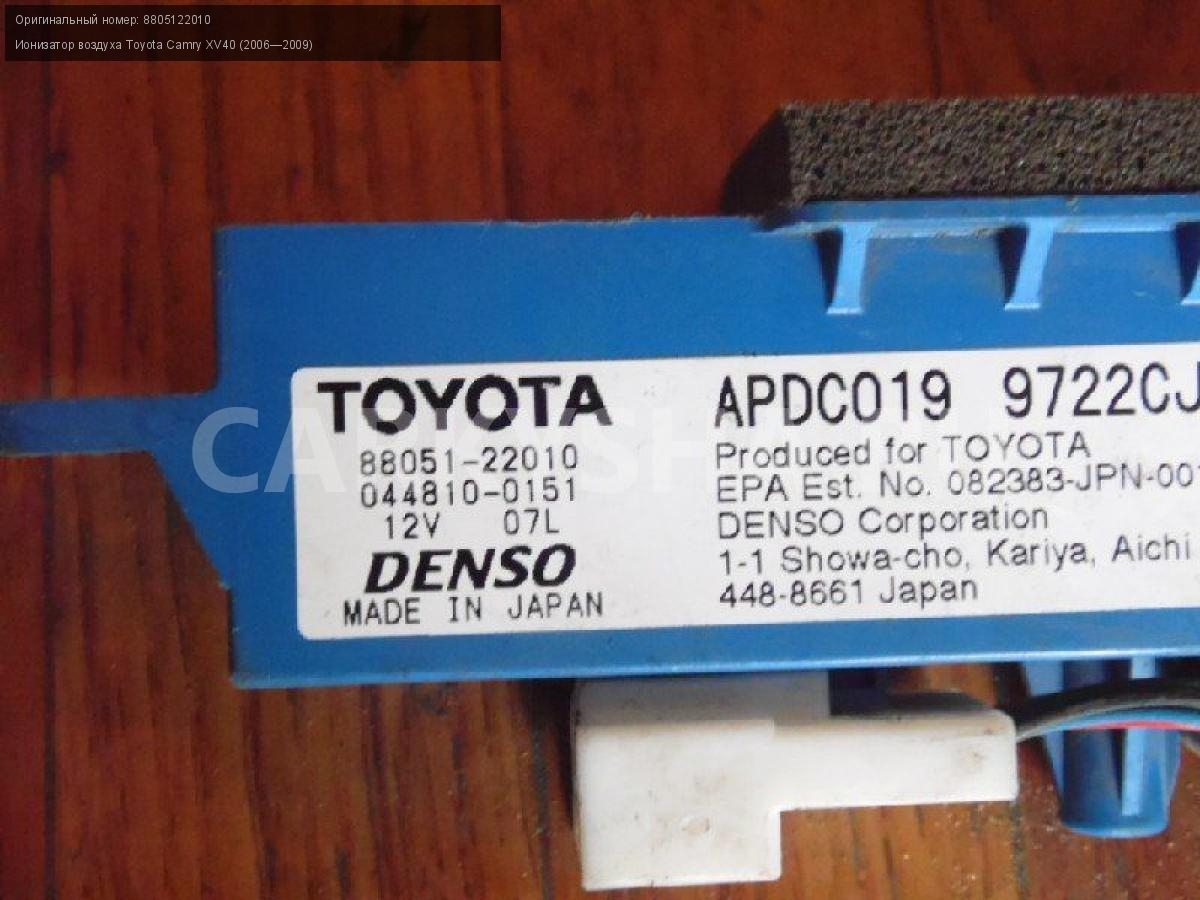 Оригинальный номер: 8805122010
Ионизатор воздуха Toyota Camry XV40 (2006—2009)
TOYOTA
88051-22010
044810-0151
12V 07L
DENSO
MADE IN JAPAN
APDC019 9722CJ
Produced for TOYOTA
EPA Est. No. 082383-JPN-001
DENSO Corporation
1-1 Showa-cho, Kariya, Aichi
448-8661 Japan